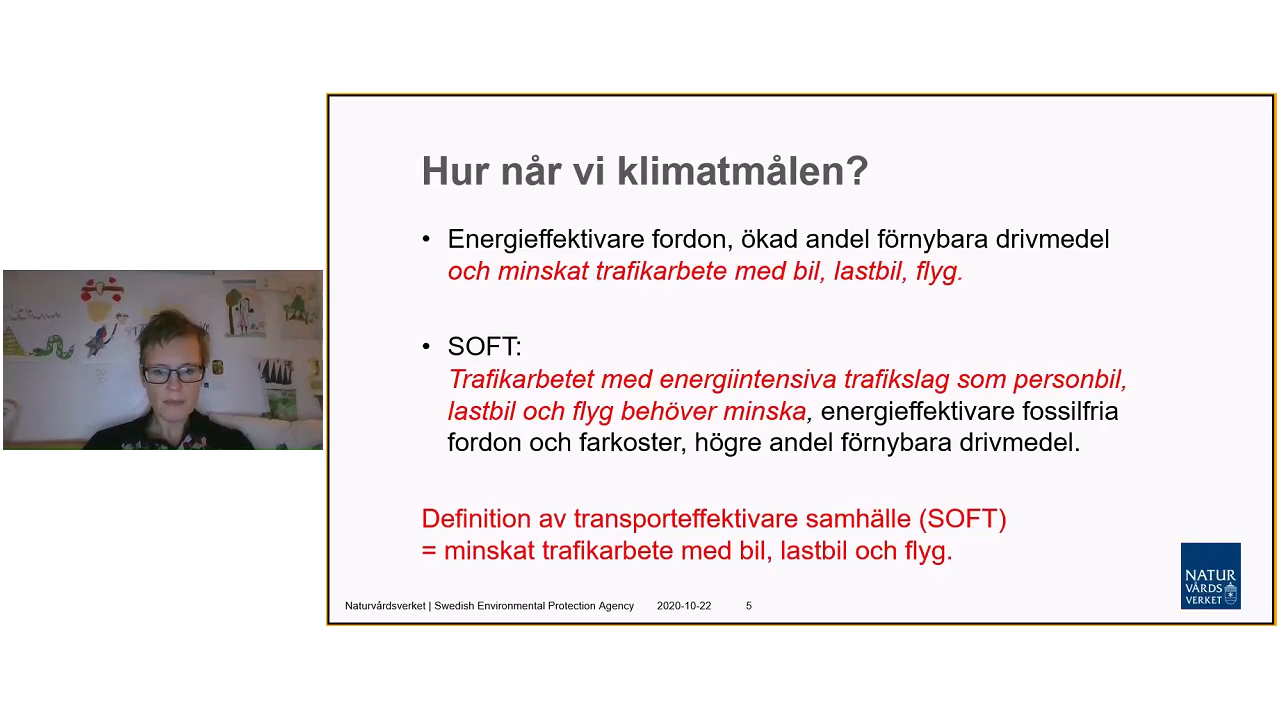 Hur når vi klimatmålen?
• Energieffektivare fordon, ökad andel förnybara drivmedel
och minskat trafikarbete med bil, lastbil, flyg.
• SOFT:
Trafikarbetet med energiintensiva trafikslag som personbil,
lastbil och flyg behöver minska, energieffektivare fossilfria
fordon och farkoster, högre andel förnybara drivmedel.
Definition av transporteffektivare samhälle (SOFT)
= minskat trafikarbete med bil, lastbil och flyg.
NATUR
VÅRDS
VERKET
Naturvårdsverket | Swedish Environmental Protection Agency 2020-10-22 5